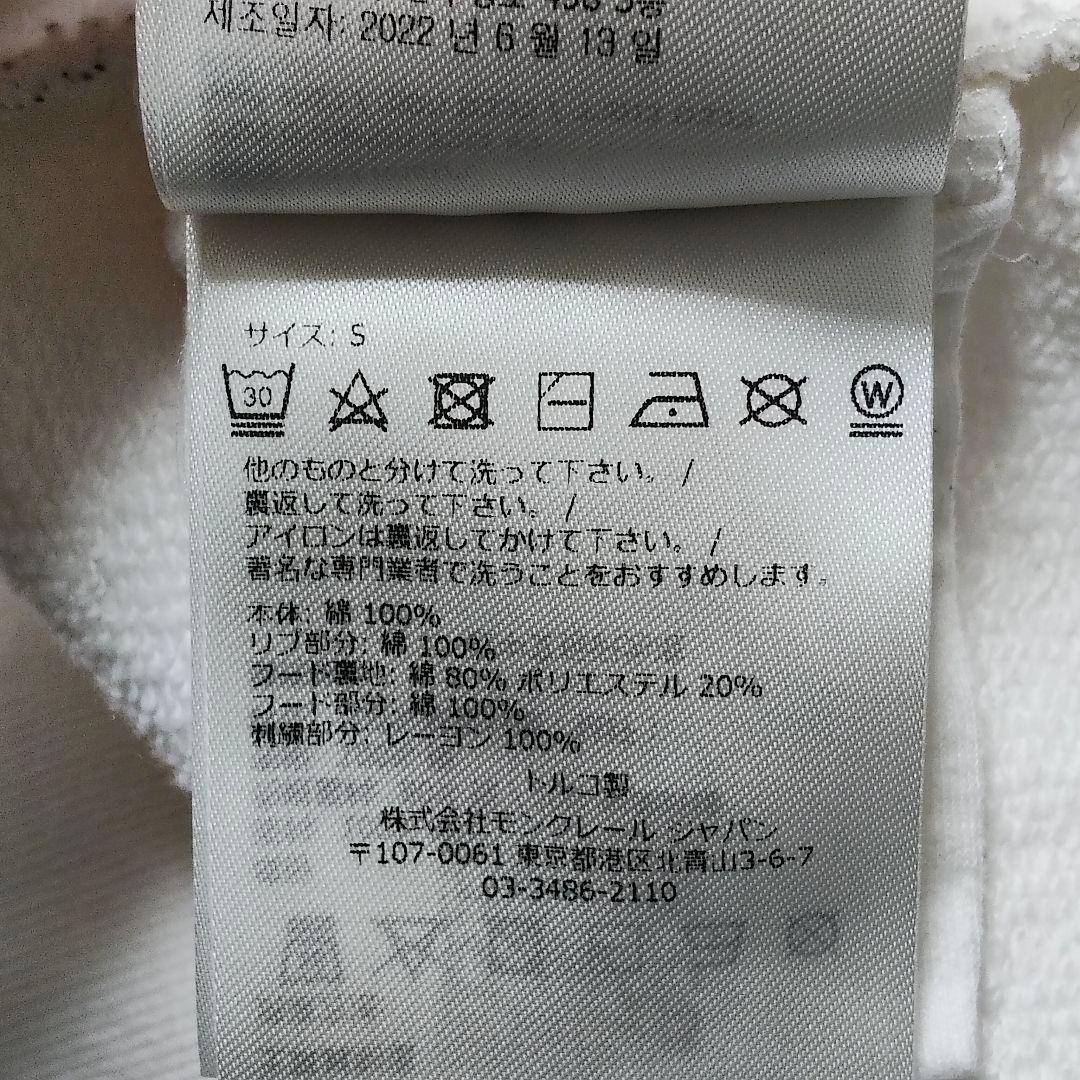 제조일자: 2022 년 6 월 13 일
サイズ: S
30
W
他のものと分けて洗って下さい。 /
裏返して洗って下さい。 /
アイロンは裏返してかけて下さい。 /
著名な専門業者で洗うことをおすすめします。
本体: 綿 100%
リブ部分: 綿 100%
フード裏地: 綿 80% ポリエステル 20%
フード部分: 綿 100%
刺繍部分: レーヨン 100%
トルコ製
株式会社モンクレール ジャパン
〒107-0061 東京都港区北青山3-6-7
03-3486-2110